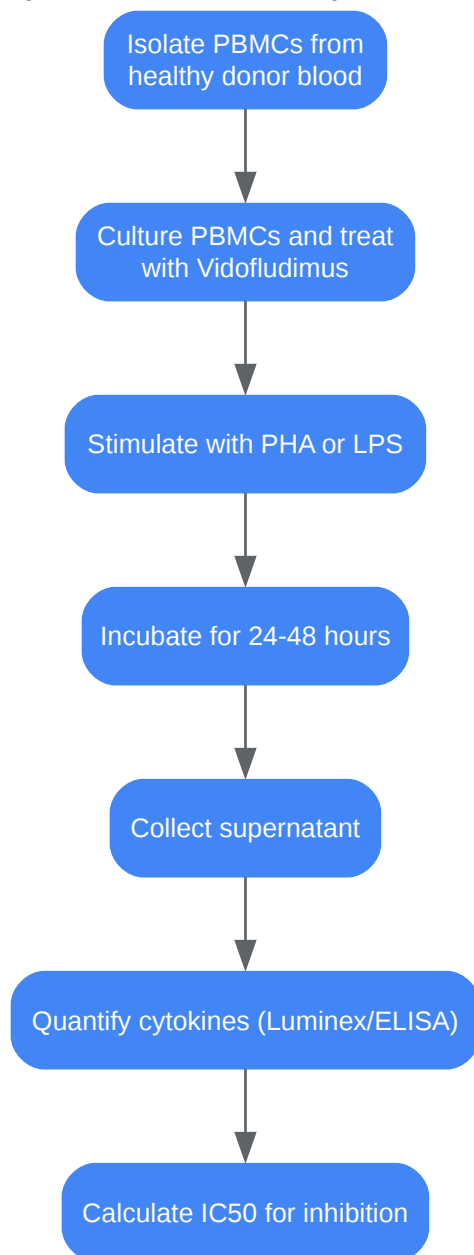 Isolate PBMCs from
healthy donor blood
Culture PBMCs and treat
with Vidofludimus
Stimulate with PHA or LPS
Incubate for 24-48 hours
Collect supernatant
Quantify cytokines (Luminex/ELISA)
Calculate IC50 for inhibition